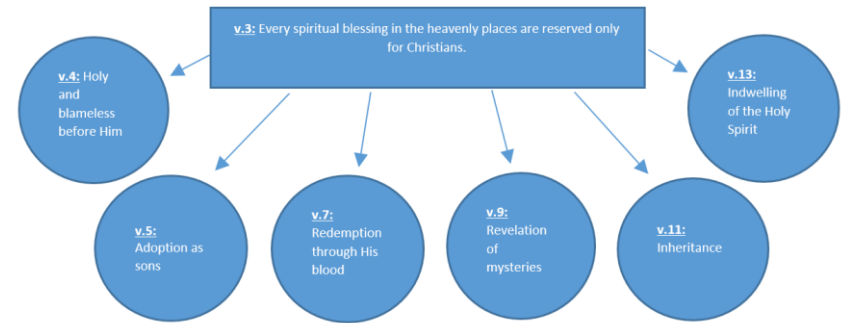 v.3: Every spiritual blessing in the heavenly places are reserved only
for Christians.
v.4: Holy
and
blameless
before Him
v.5:
Adoption as
sons
v.7:
Redemption
through His
blood
v.9:
Revelation
of
mysteries
v.11:
Inheritance
v.13:
Indwelling
of the Holy
Spirit